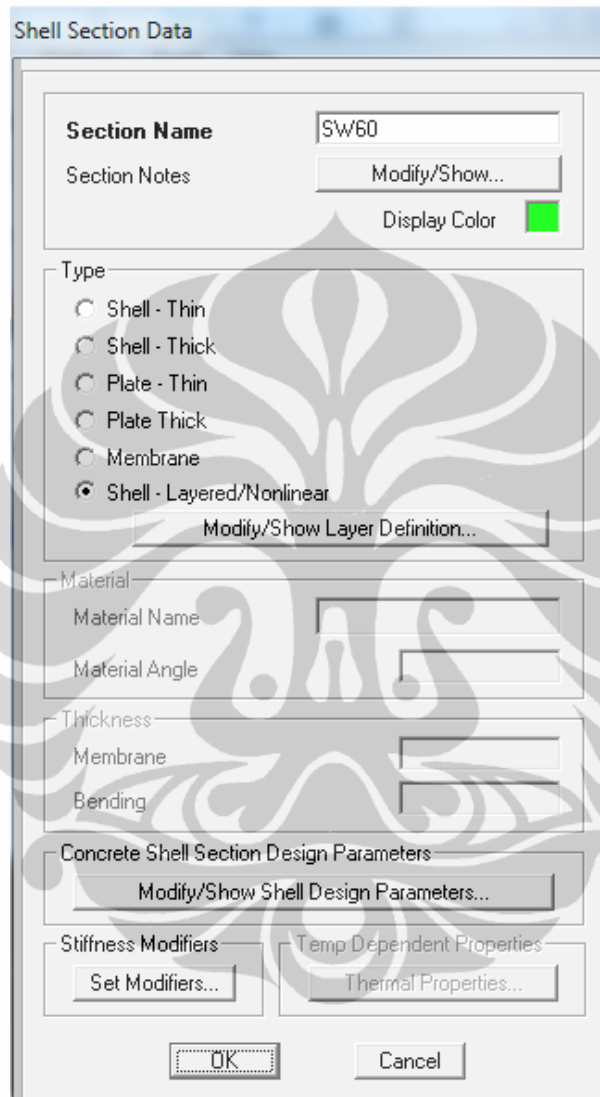 Shell Section Data
Section Name SW60
Section Notes Modify/Show...
Display Color
Type
Shell - Thin
Shell - Thick
Plate - Thin
Plate Thick
Membrane
Shell - Layered/Nonlinear
Modify/Show Layer Definition...
Material
Material Name
Material Angle
Thickness
Membrane
Bending
Concrete Shell Section Design Parameters
Modify/Show Shell Design Parameters...
Stiffness Modifiers Temp Dependent Properties
Set Modifiers... Thermal Properties...
OK Cancel